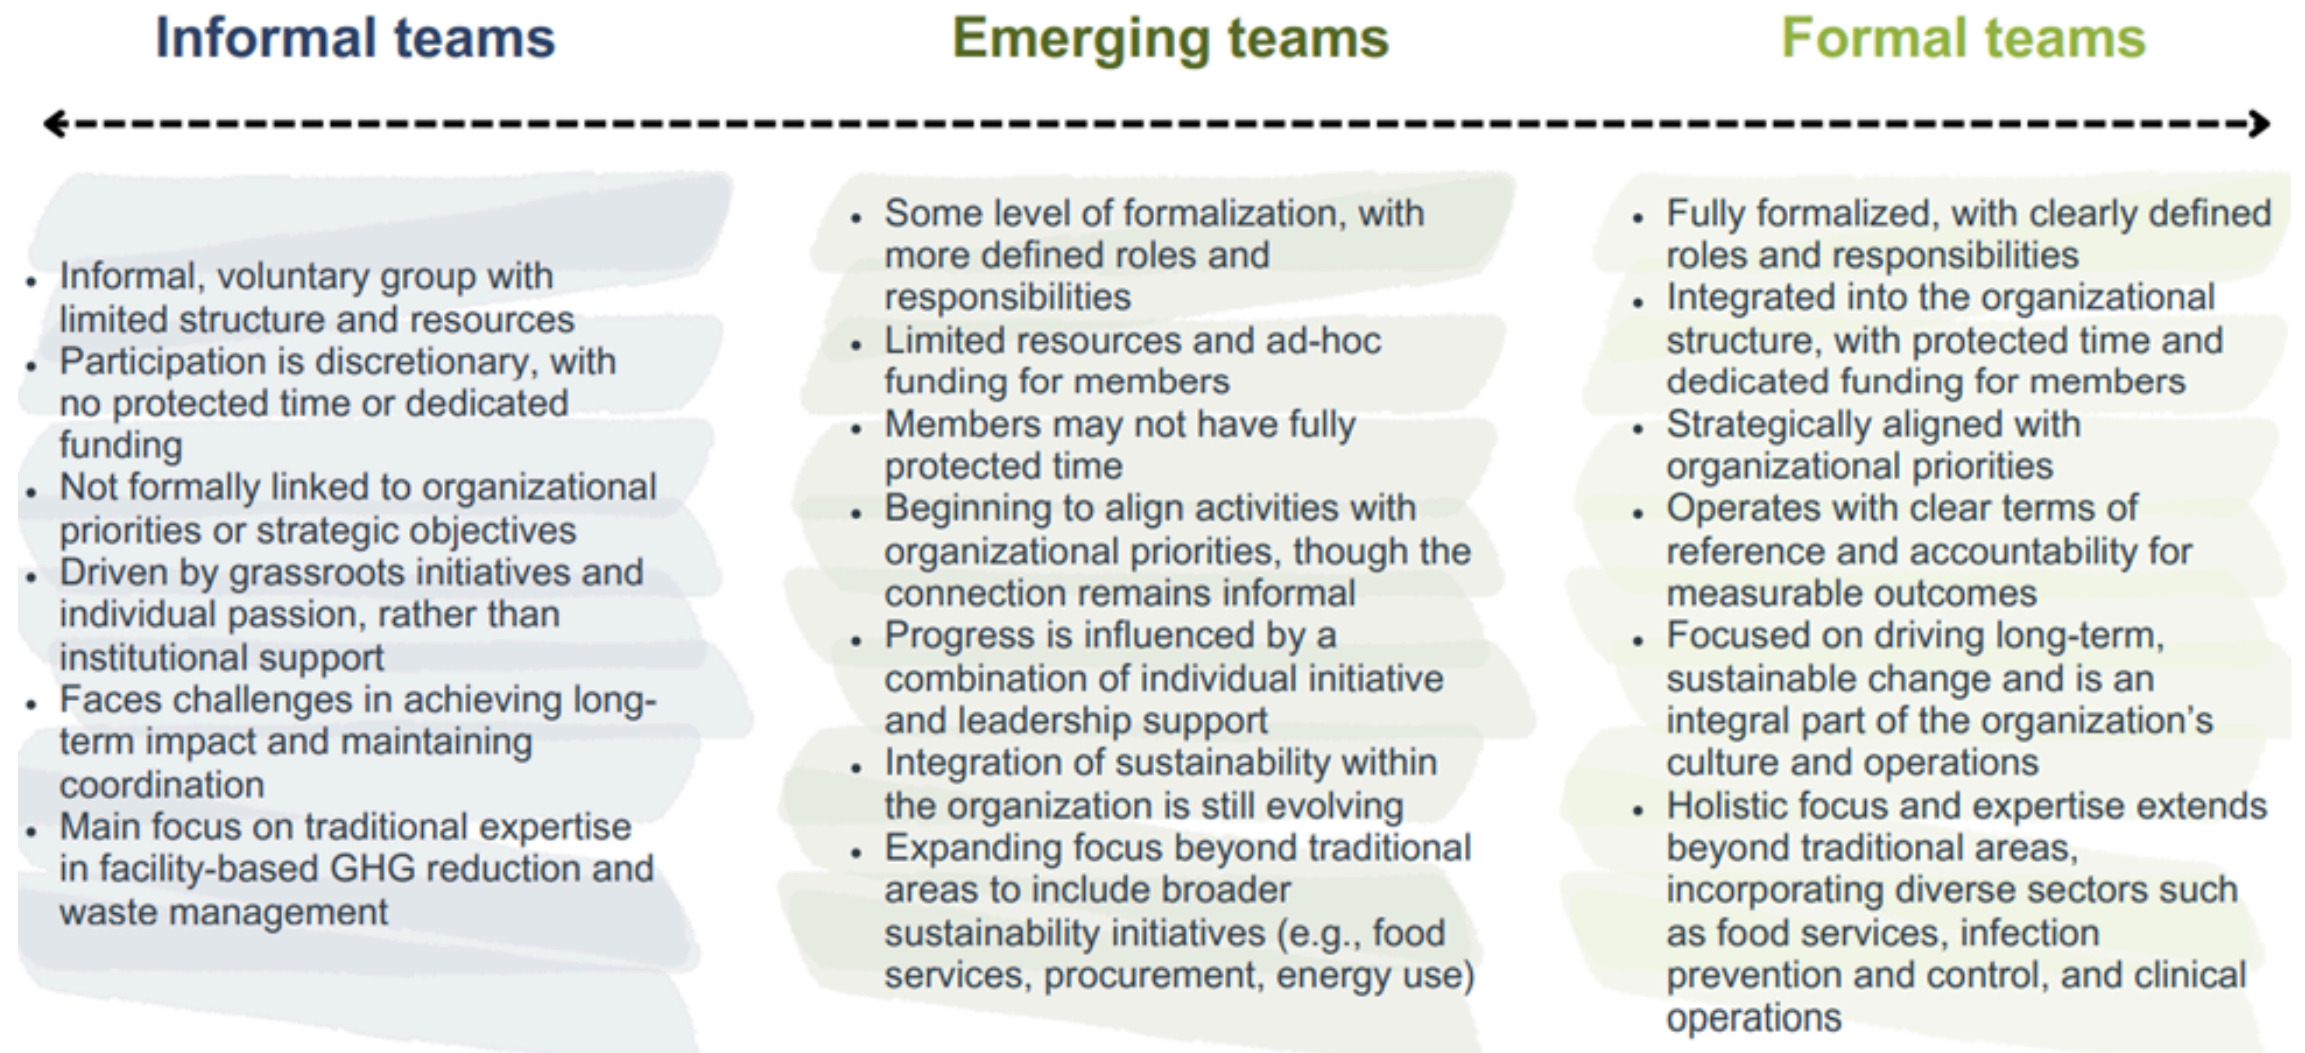 Informal teams
Emerging teams
Formal teams
• Informal, voluntary group with
limited structure and resources
• Participation is discretionary, with
no protected time or dedicated
funding
• Not formally linked to organizational
priorities or strategic objectives
• Driven by grassroots initiatives and
individual passion, rather than
institutional support
• Faces challenges in achieving long-
term impact and maintaining
coordination
• Main focus on traditional expertise
in facility-based GHG reduction and
waste management
• Some level of formalization, with
more defined roles and
responsibilities
• Limited resources and ad-hoc
funding for members
• Members may not have fully
protected time
• Beginning to align activities with
organizational priorities, though the
connection remains informal
• Progress is influenced by a
combination of individual initiative
and leadership support
• Integration of sustainability within
the organization is still evolving
• Expanding focus beyond traditional
areas to include broader
sustainability initiatives (e.g., food
services, procurement, energy use)
• Fully formalized, with clearly defined
roles and responsibilities
• Integrated into the organizational
structure, with protected time and
dedicated funding for members
• Strategically aligned with
organizational priorities
• Operates with clear terms of
reference and accountability for
measurable outcomes
• Focused on driving long-term,
sustainable change and is an
integral part of the organization’s
culture and operations
• Holistic focus and expertise extends
beyond traditional areas,
incorporating diverse sectors such
as food services, infection
prevention and control, and clinical
operations